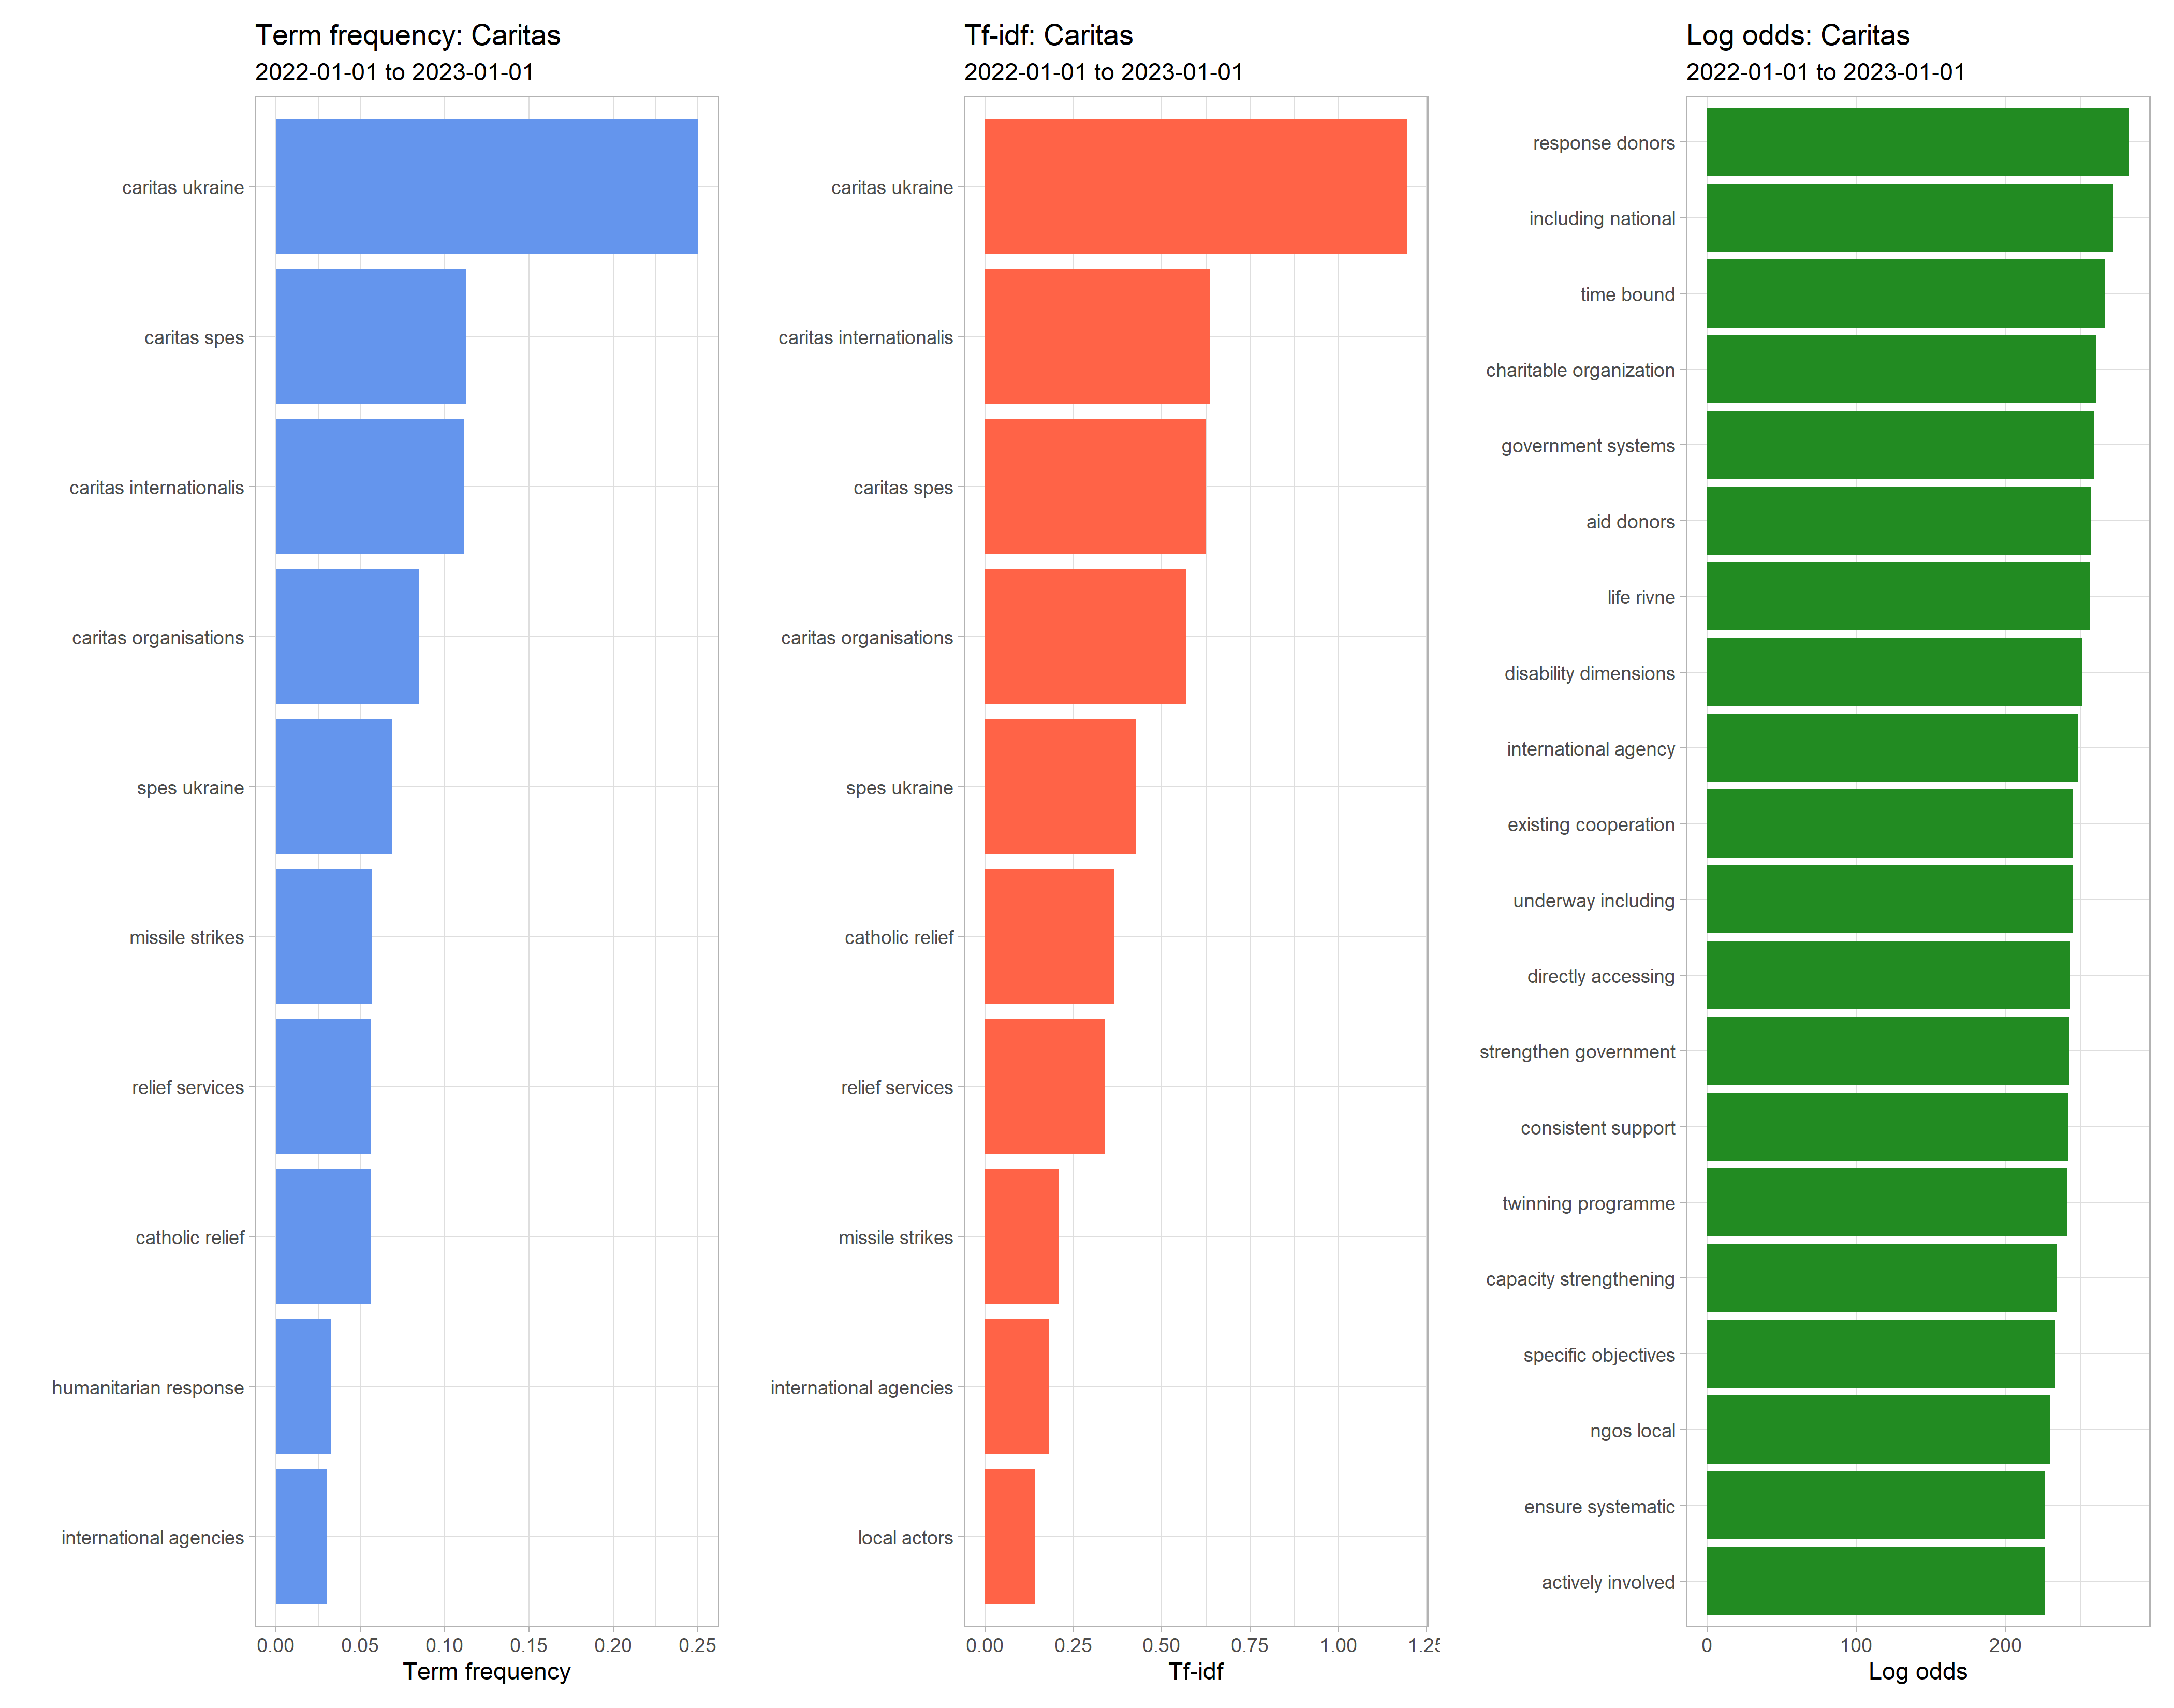 Term frequency: Caritas
2022-01-01 to 2023-01-01
caritas ukraine
caritas spes
caritas internationalis
caritas organisations
spes ukraine
missile strikes
relief services
catholic relief
humanitarian response
international agencies
0.00 0.05 0.10 0.15 0.20 0.25
Term frequency
Tf-idf: Caritas
2022-01-01 to 2023-01-01
caritas ukraine
caritas internationalis
caritas spes
caritas organisations
spes ukraine
catholic relief
relief services
missile strikes
international agencies
local actors
0.00 0.25 0.50 0.75 1.00 1.25
Tf-idf
Log odds: Caritas
2022-01-01 to 2023-01-01
response donors
including national
time bound
charitable organization
government systems
aid donors
life rivne
disability dimensions
international agency
existing cooperation
underway including
directly accessing
strengthen government
consistent support
twinning programme
capacity strengthening
specific objectives
ngos local
ensure systematic
actively involved
0 100 200
Log odds